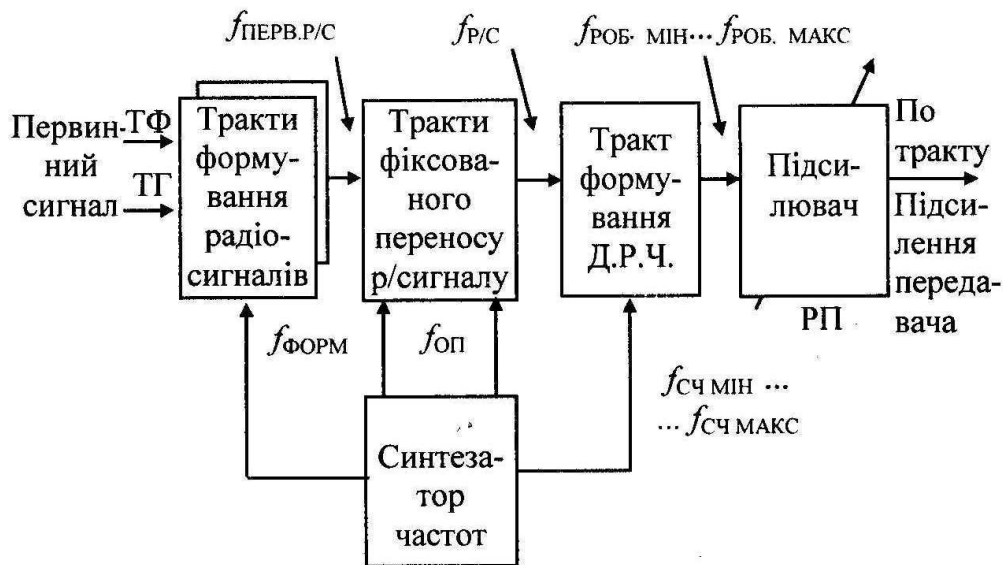 fПЕРВ.Р/С
fР/С
fРОБ. МІН... fРОБ. МАКС
Первин-
ний
сигнал
ТФ
ТГ
Тракти
форму-
вання
радіо-
сигналів
Тракти
фіксова-
ного
переносу
р/сигналу
Тракт
форму-
вання
Д.Р.Ч.
Підси-
лювач
РП
По
тракту
Підси-
лення
переда-
вача
fФОРМ
fОП
fСЧ МІН ...
... fСЧ МАКС
Синтеза-
тор
частот